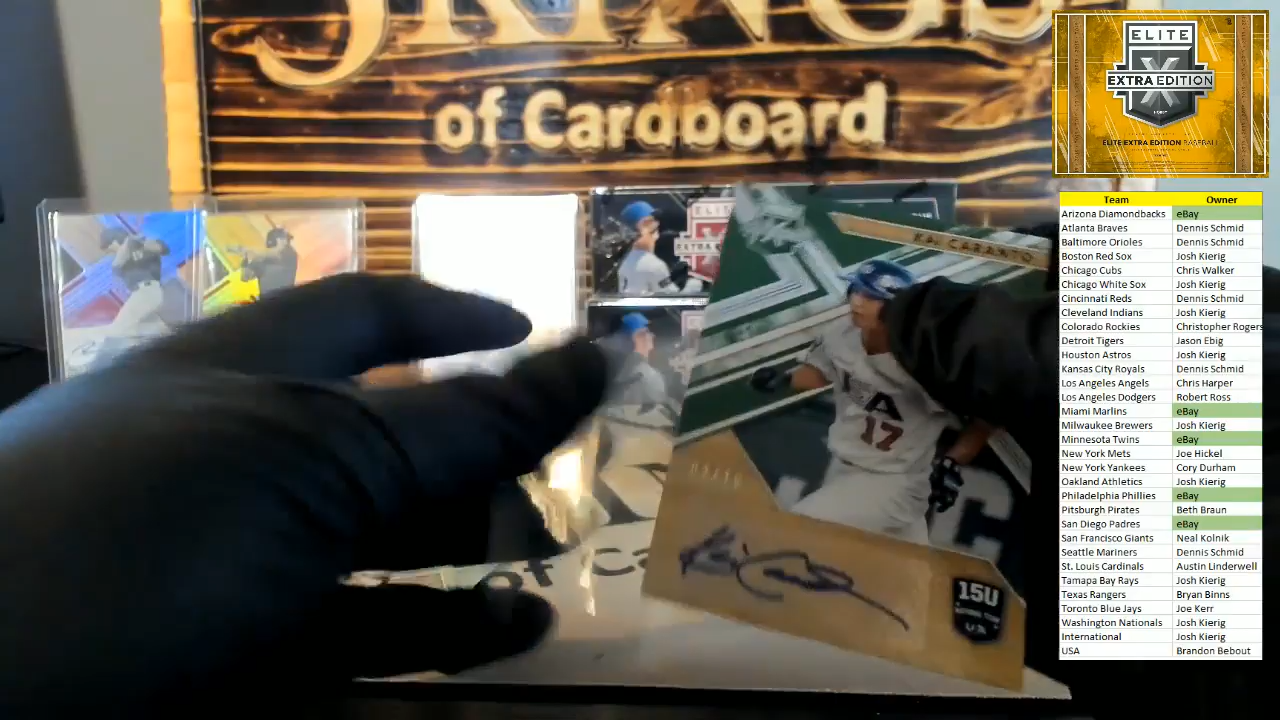 of Cardboard
ELITE
EXTRA EDITION
ELITE EXTRA EDITION BASEBALL
USA
17
15U
of Ca
Team Owner
Arizona Diamondbacks eBay
Atlanta Braves Dennis Schmid
Baltimore Orioles Dennis Schmid
Boston Red Sox Josh Kierig
Chicago Cubs Chris Walker
Chicago White Sox Josh Kierig
Cincinnati Reds Dennis Schmid
Cleveland Indians Josh Kierig
Colorado Rockies Christopher Rogers
Detroit Tigers Jason Ebig
Houston Astros Josh Kierig
Kansas City Royals Dennis Schmid
Los Angeles Angels Chris Harper
Los Angeles Dodgers Robert Ross
Miami Marlins eBay
Milwaukee Brewers Josh Kierig
Minnesota Twins eBay
New York Mets Joe Hickel
New York Yankees Cory Durham
Oakland Athletics Josh Kierig
Philadelphia Phillies eBay
Pittsburgh Pirates Beth Braun
San Diego Padres eBay
San Francisco Giants Neal Kolnik
Seattle Mariners Dennis Schmid
St. Louis Cardinals Austin Linderwell
Tamapa Bay Rays Josh Kierig
Texas Rangers Bryan Binns
Toronto Blue Jays Joe Kerr
Washington Nationals Josh Kierig
International Josh Kierig
USA Brandon Bebout